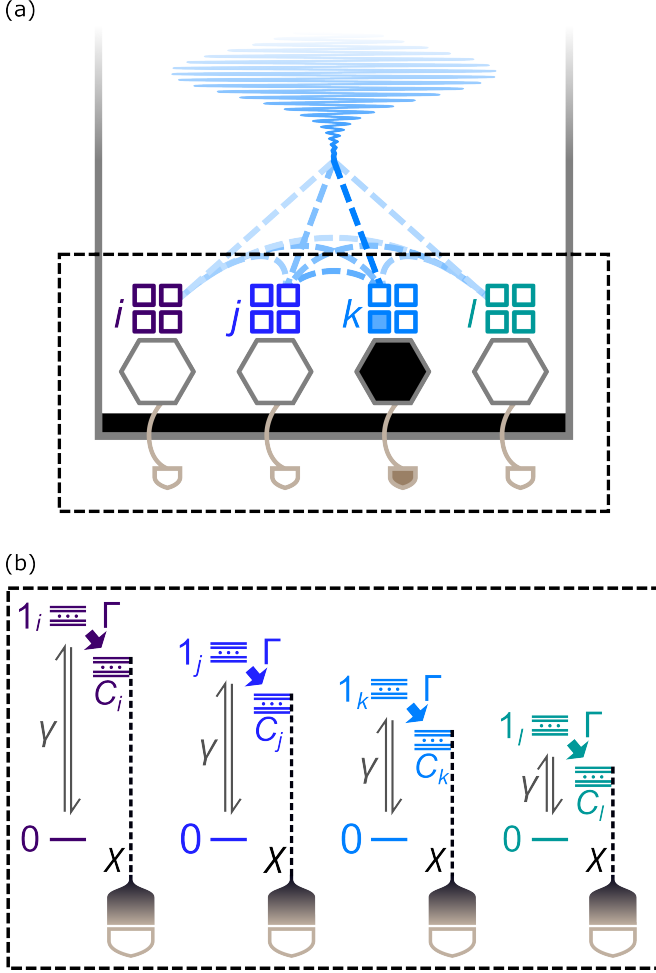 (a)
i j k l
(b)
1i Γ
1j Γ
1k Γ
1l Γ
Ci
Cj
Ck
Cl
γ γ γ γ
0 0 0 0
χ χ χ χ